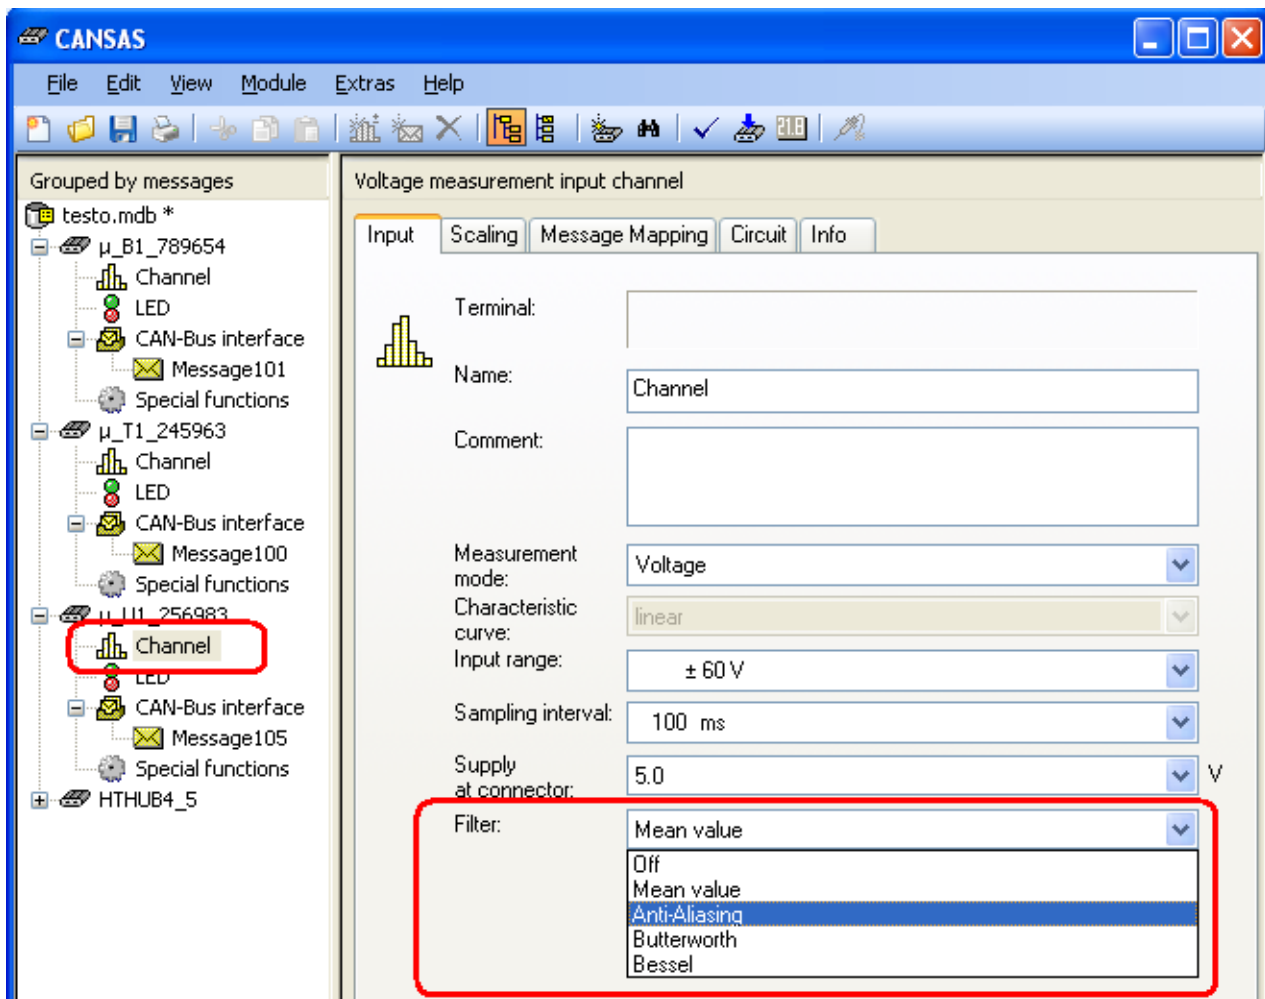 CANSAS
File Edit View Module Extras Help
21.8
Grouped by messages
Voltage measurement input channel
testo.mdb *
µ_B1_789654
Channel
LED
CAN-Bus interface
Message101
Special functions
µ_T1_245963
Channel
LED
CAN-Bus interface
Message100
Special functions
µ_U1_256983
Channel
LED
CAN-Bus interface
Message105
Special functions
HTHUB4_5
Input Scaling Message Mapping Circuit Info
Terminal:
Name: Channel
Comment:
Measurement
mode: Voltage
Characteristic
curve: linear
Input range: ± 60 V
Sampling interval: 100 ms
Supply
at connector: 5.0 V
Filter: Mean value
Off
Mean value
Anti-Aliasing
Butterworth
Bessel